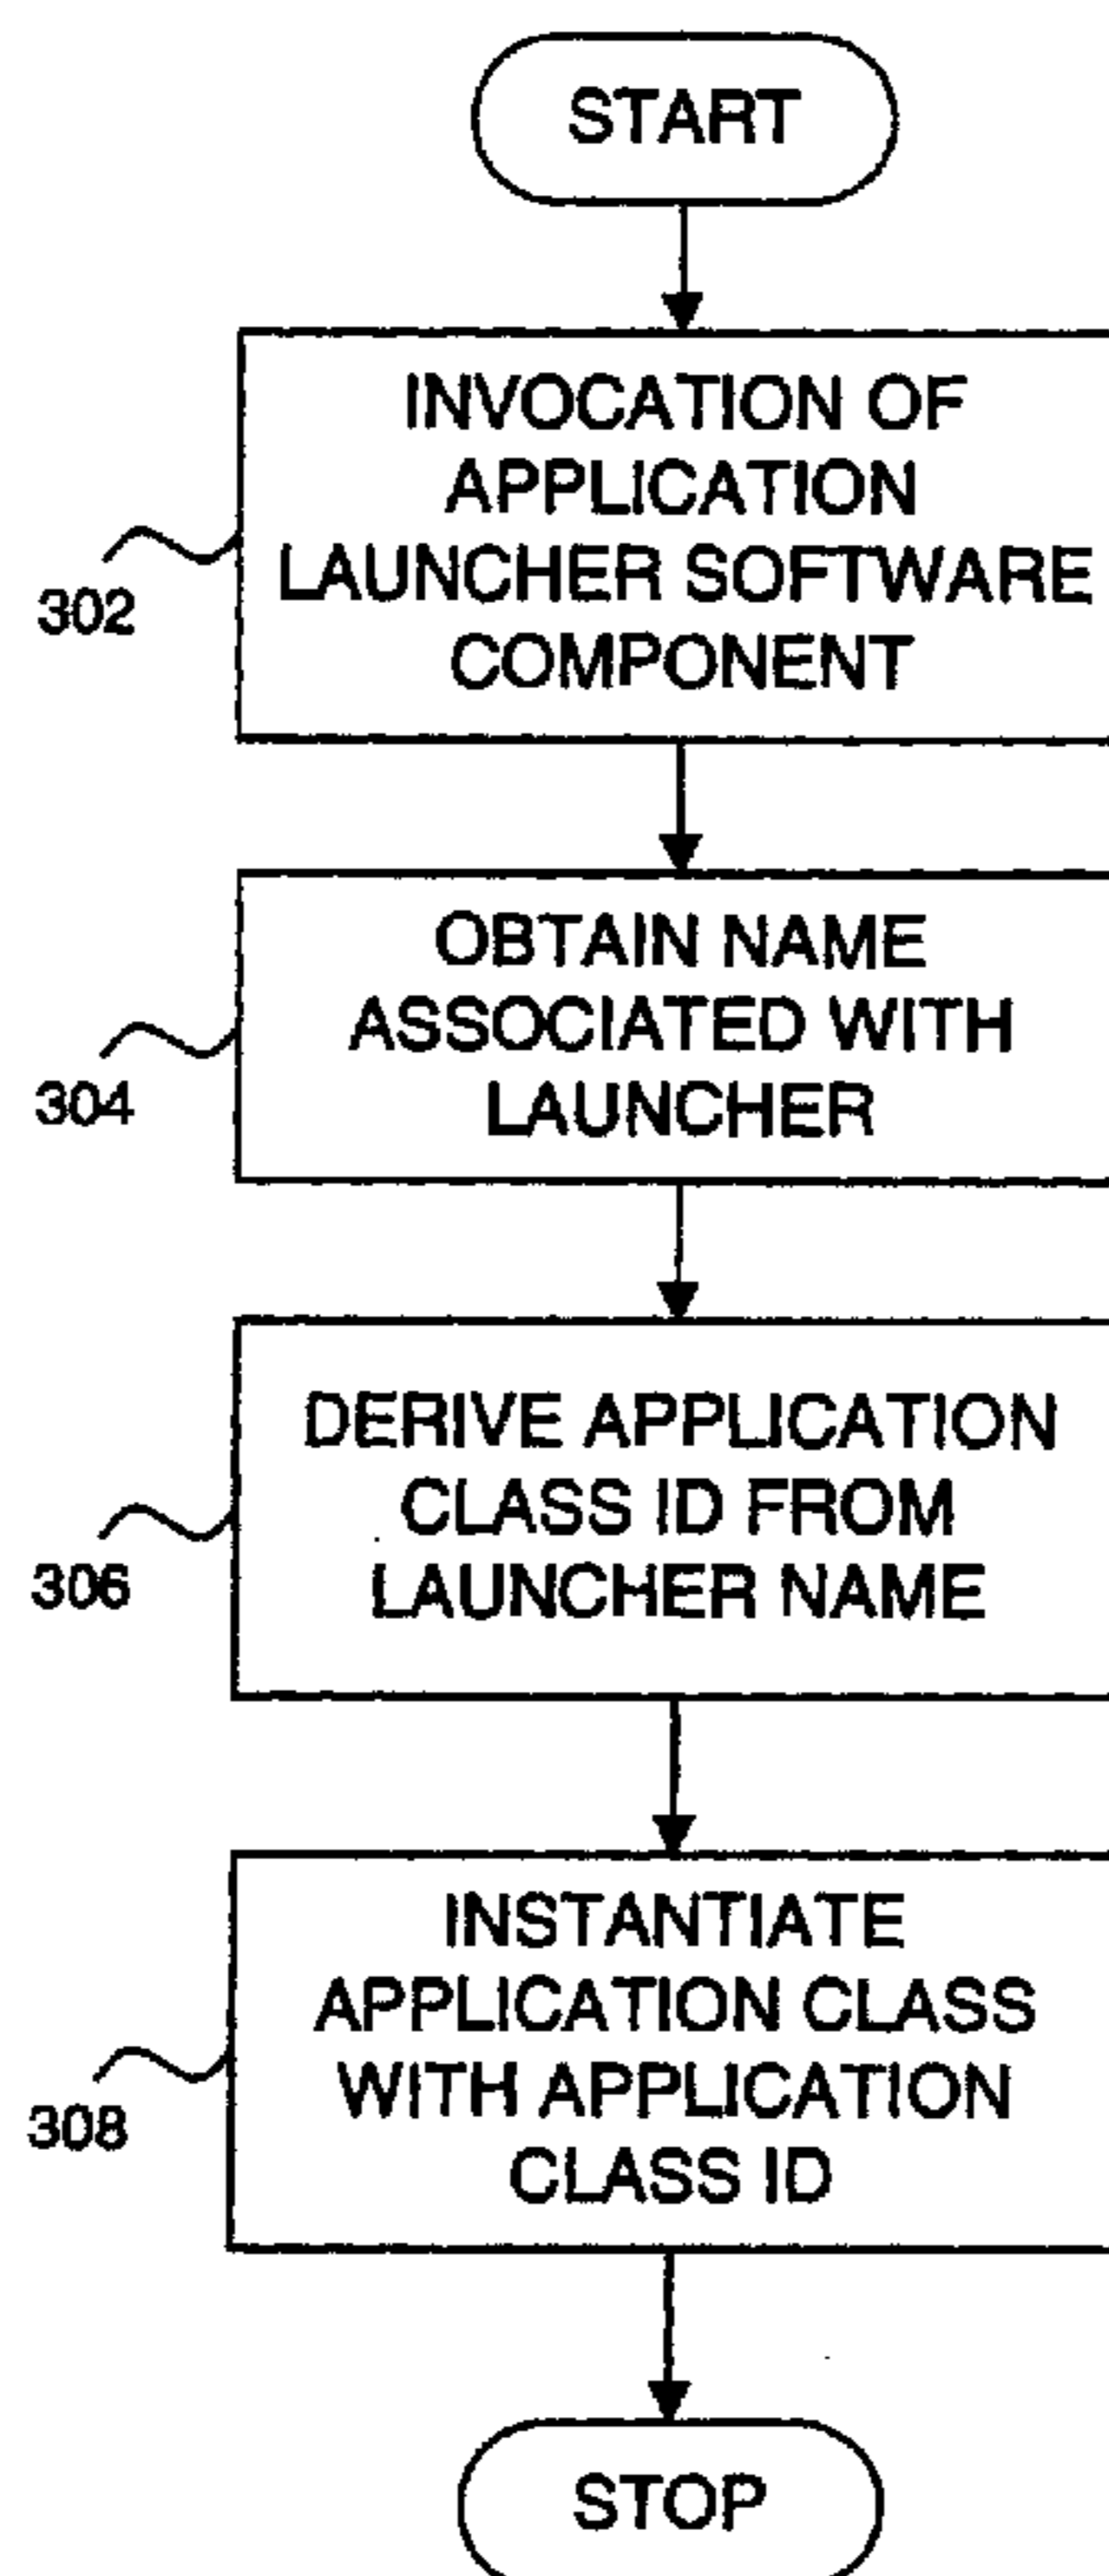 START
INVOCATION OF
APPLICATION
LAUNCHER SOFTWARE
COMPONENT
302
OBTAIN NAME
ASSOCIATED WITH
LAUNCHER
304
DERIVE APPLICATION
CLASS ID FROM
LAUNCHER NAME
306
INSTANTIATE
APPLICATION CLASS
WITH APPLICATION
CLASS ID
308
STOP